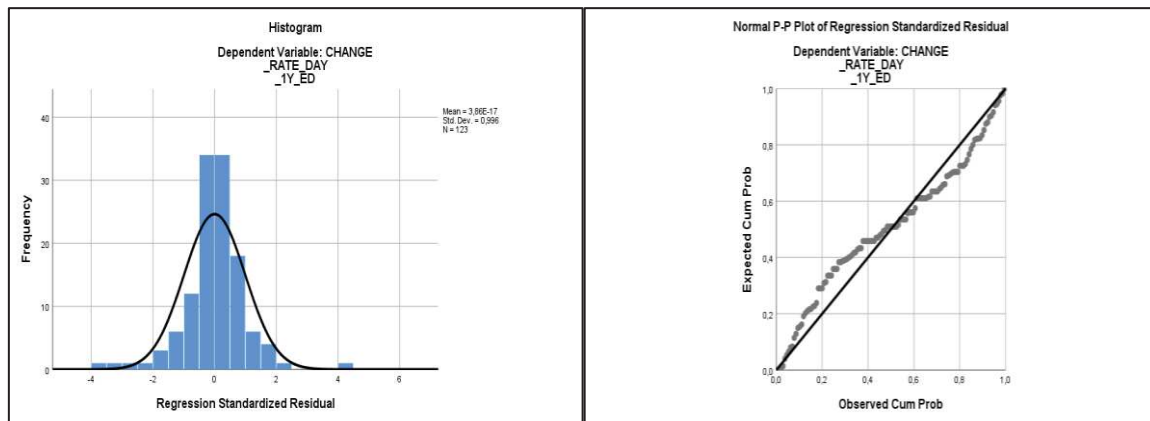 Histogram
Dependent Variable: CHANGE
_RATE_DAY
_1Y_ED
Mean = 3,86E-17
Std. Dev. = 0,996
N = 123
Frequency
40
30
20
10
0
-4 -2 0 2 4 6
Regression Standardized Residual
Normal P-P Plot of Regression Standardized Residual
Dependent Variable: CHANGE
_RATE_DAY
_1Y_ED
Expected Cum Prob
1,0
0,8
0,6
0,4
0,2
0,0
0,0 0,2 0,4 0,6 0,8 1,0
Observed Cum Prob